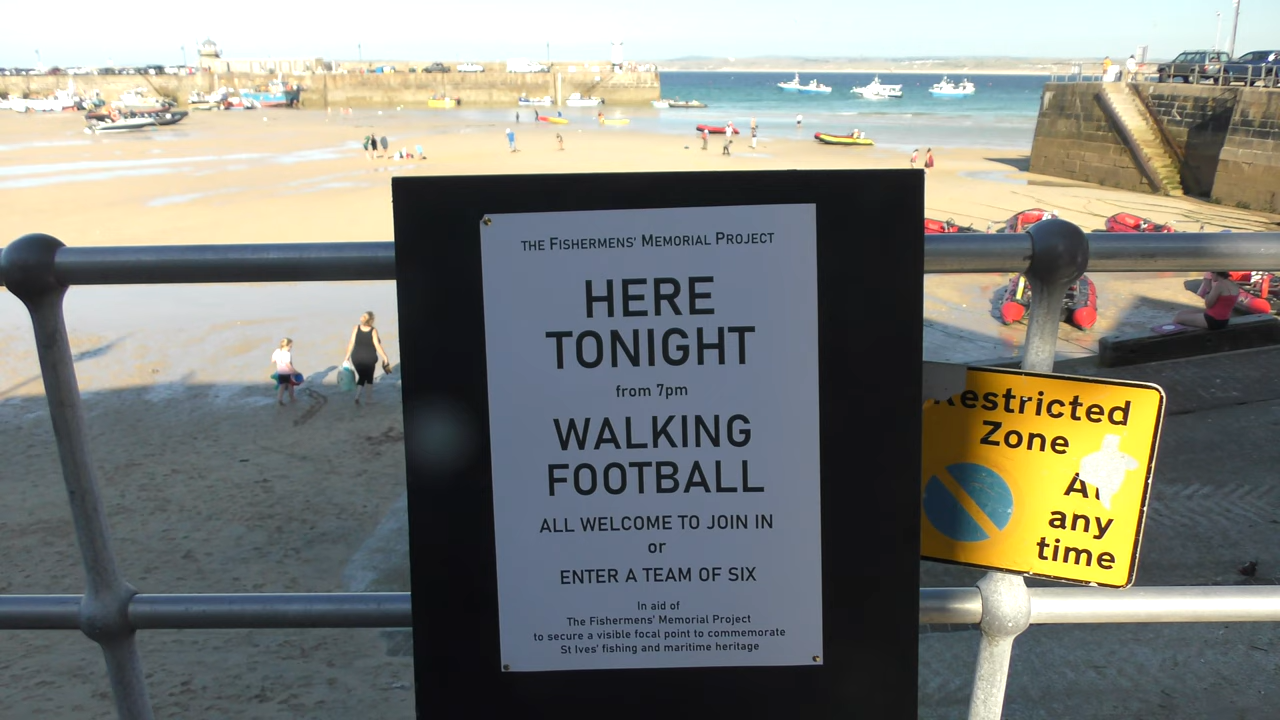 THE FISHERMENS' MEMORIAL PROJECT
HERE
TONIGHT
from 7pm
WALKING
FOOTBALL
ALL WELCOME TO JOIN IN
or
ENTER A TEAM OF SIX
In aid of
The Fishermens' Memorial Project
to secure a visible focal point to commemorate
St Ives' fishing and maritime heritage
Restricted
Zone
At
any
time